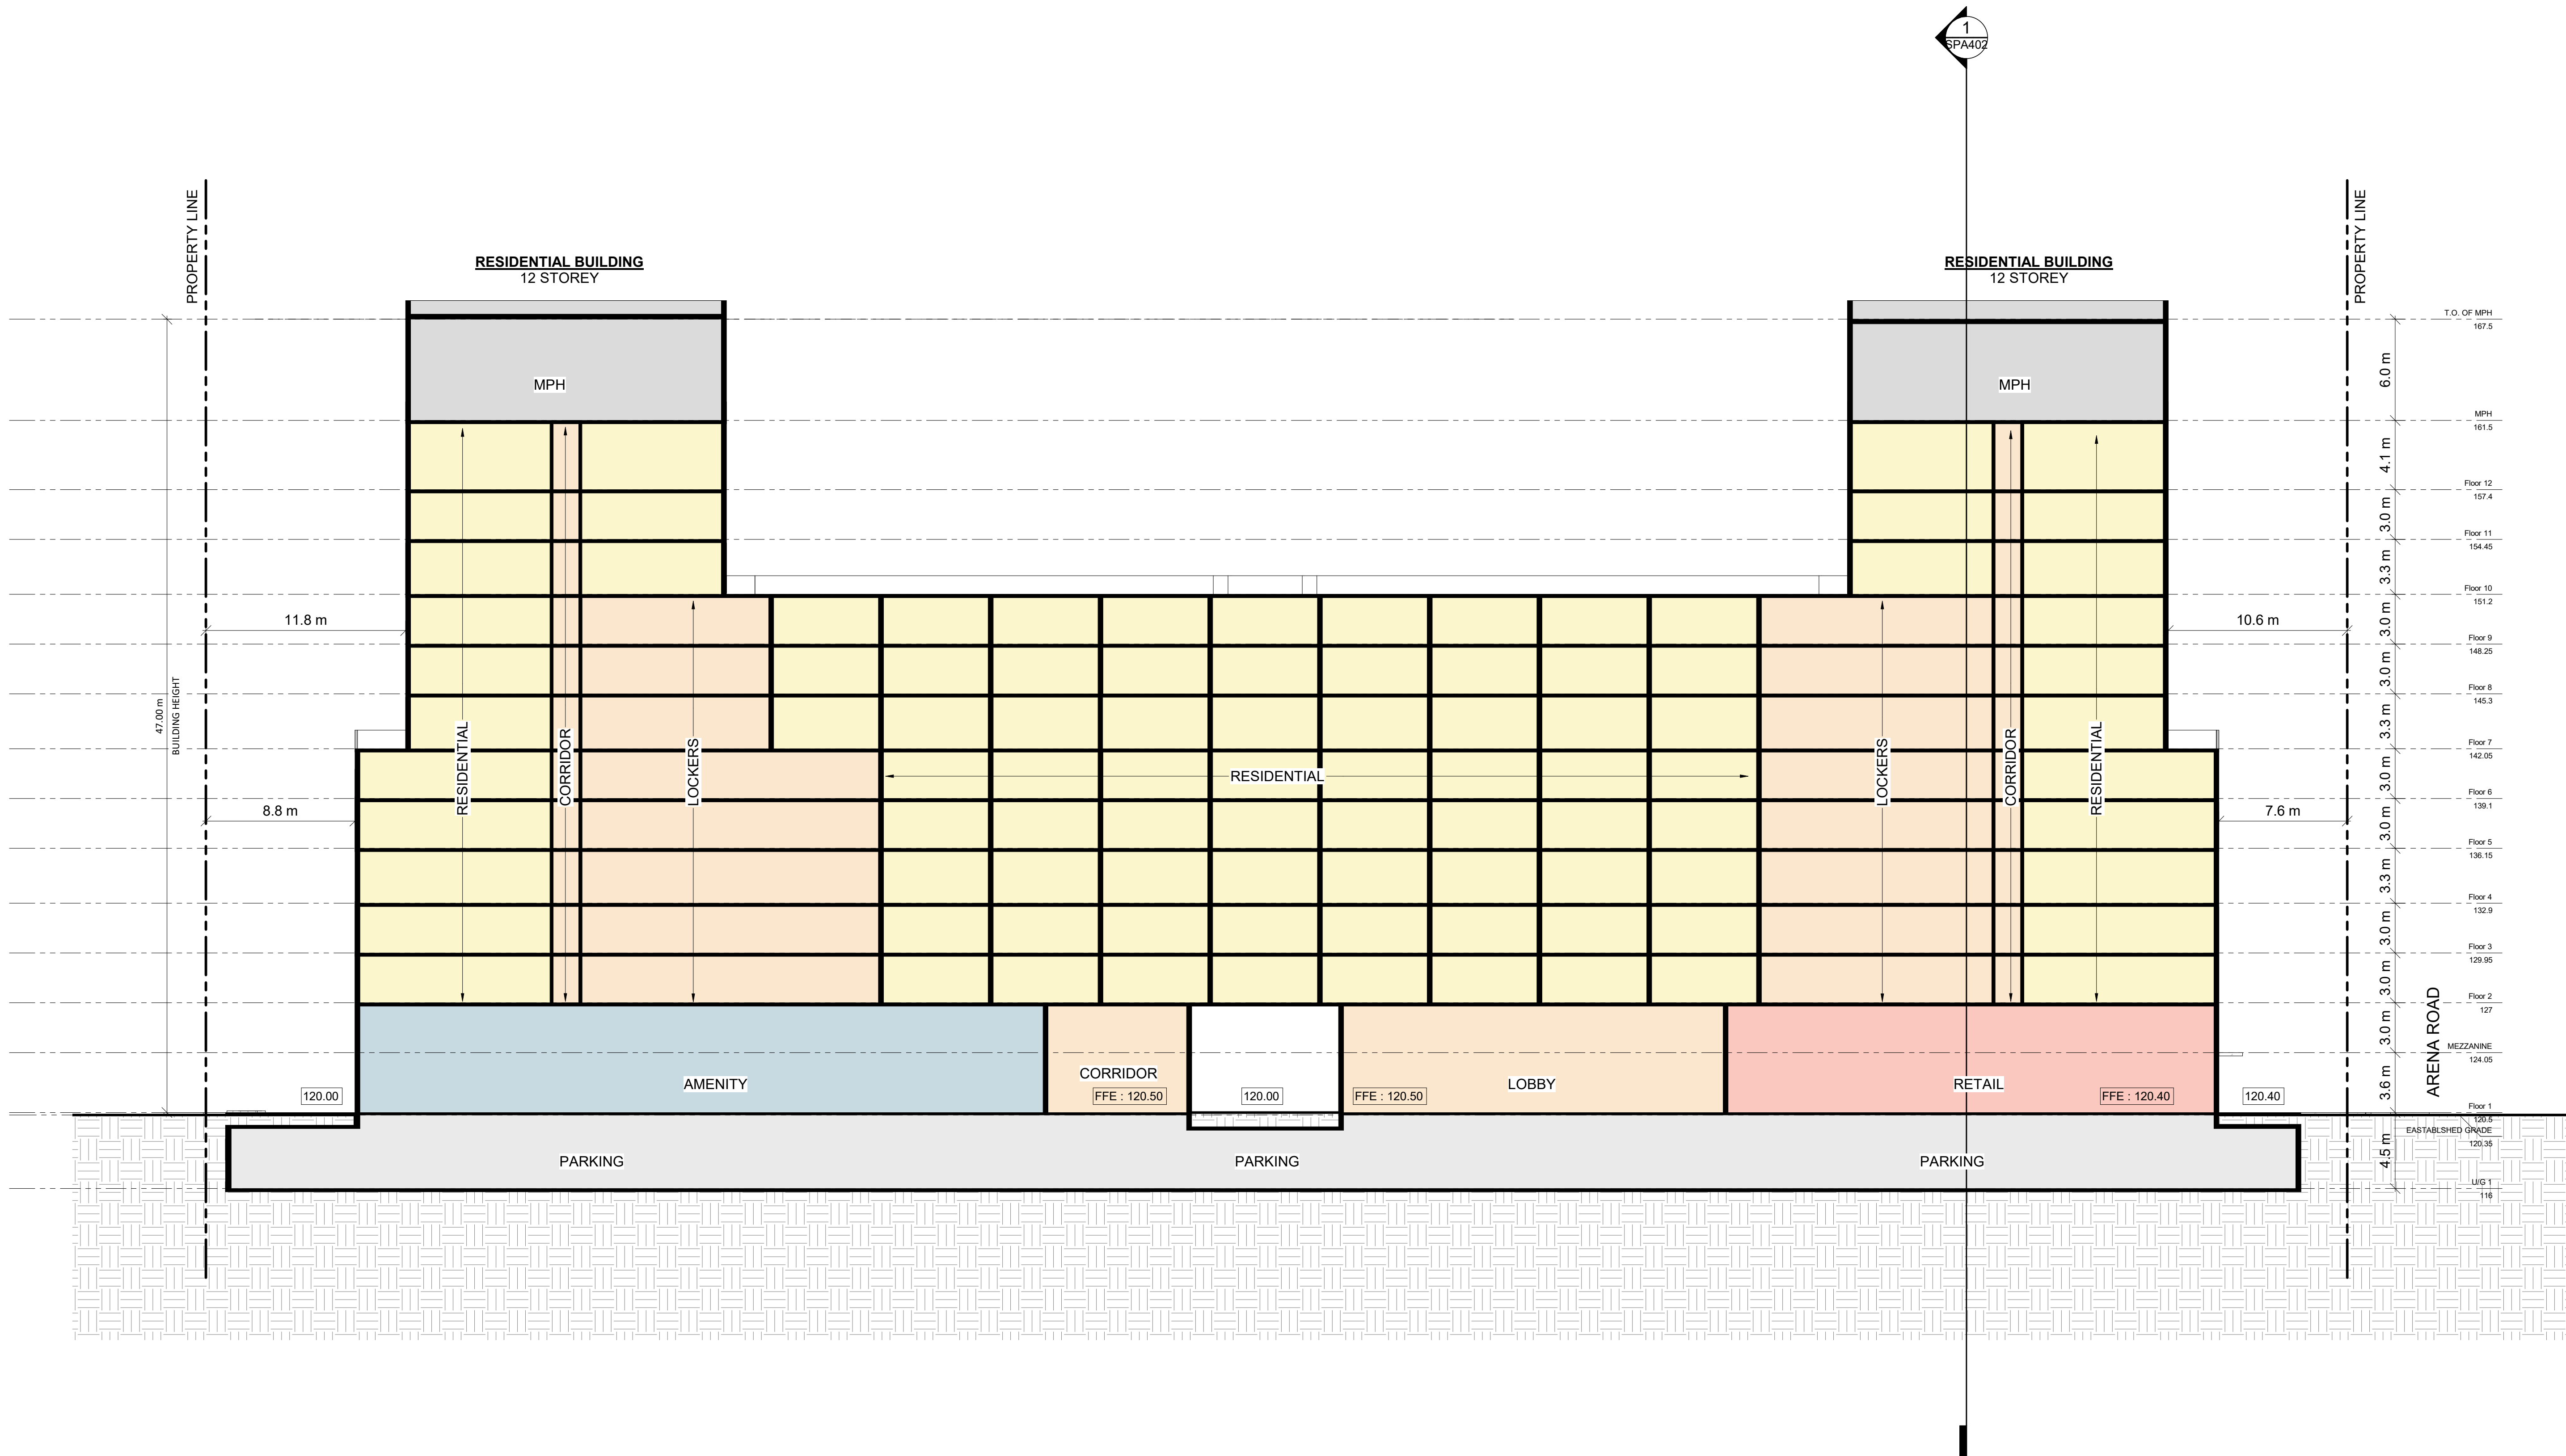 1
SPA402
PROPERTY LINE
PROPERTY LINE
RESIDENTIAL BUILDING
12 STOREY
RESIDENTIAL BUILDING
12 STOREY
T.O. OF MPH
167.5
6.0 m
MPH
MPH
MPH
161.5
4.1 m
Floor 12
157.4
3.0 m
Floor 11
154.45
3.3 m
Floor 10
151.2
3.0 m
11.8 m
10.6 m
Floor 9
148.25
3.0 m
Floor 8
145.3
3.3 m
47.00 m
BUILDING HEIGHT
RESIDENTIAL
CORRIDOR
LOCKERS
RESIDENTIAL
LOCKERS
CORRIDOR
RESIDENTIAL
Floor 7
142.05
3.0 m
Floor 6
139.1
8.8 m
7.6 m
3.0 m
Floor 5
136.15
3.3 m
Floor 4
132.9
3.0 m
Floor 3
129.95
3.0 m
Floor 2
127
3.0 m
ARENA ROAD
MEZZANINE
124.05
3.6 m
AMENITY
CORRIDOR
LOBBY
RETAIL
120.00
FFE : 120.50
120.00
FFE : 120.50
FFE : 120.40
120.40
Floor 1
120.5
EASTABLSHED GRADE
120.35
4.5 m
PARKING
PARKING
PARKING
U/G 1
116